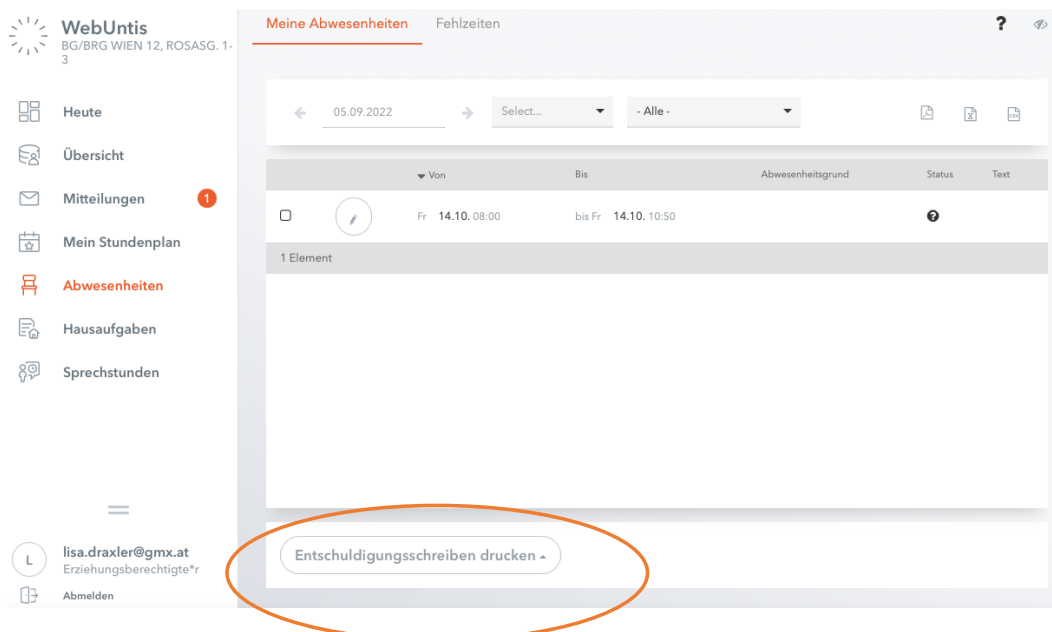 WebUntis
BG/BRG WIEN 12, ROSASG. 1-
3
Heute
Übersicht
Mitteilungen 1
Mein Stundenplan
Abwesenheiten
Hausaufgaben
Sprechstunden
L
lisa.draxler@gmx.at
Erziehungsberechtigte*r
Abmelden
Meine Abwesenheiten Fehlzeiten ?
05.09.2022 Select... - Alle -
Von Bis Abwesenheitsgrund Status Text
Fr 14.10. 08:00 bis Fr 14.10. 10:50 ?
1 Element
Entschuldigungsschreiben drucken